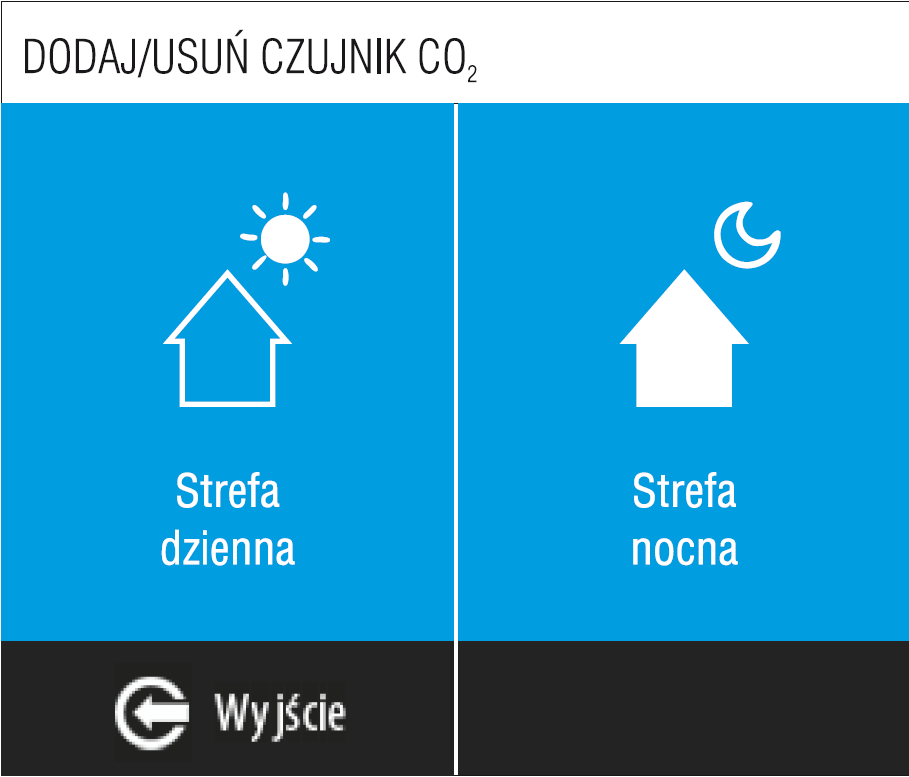 DODAJ/USUŃ CZUJNIK CO₂
Strefa
dzienna
Strefa
nocna
Wyjście